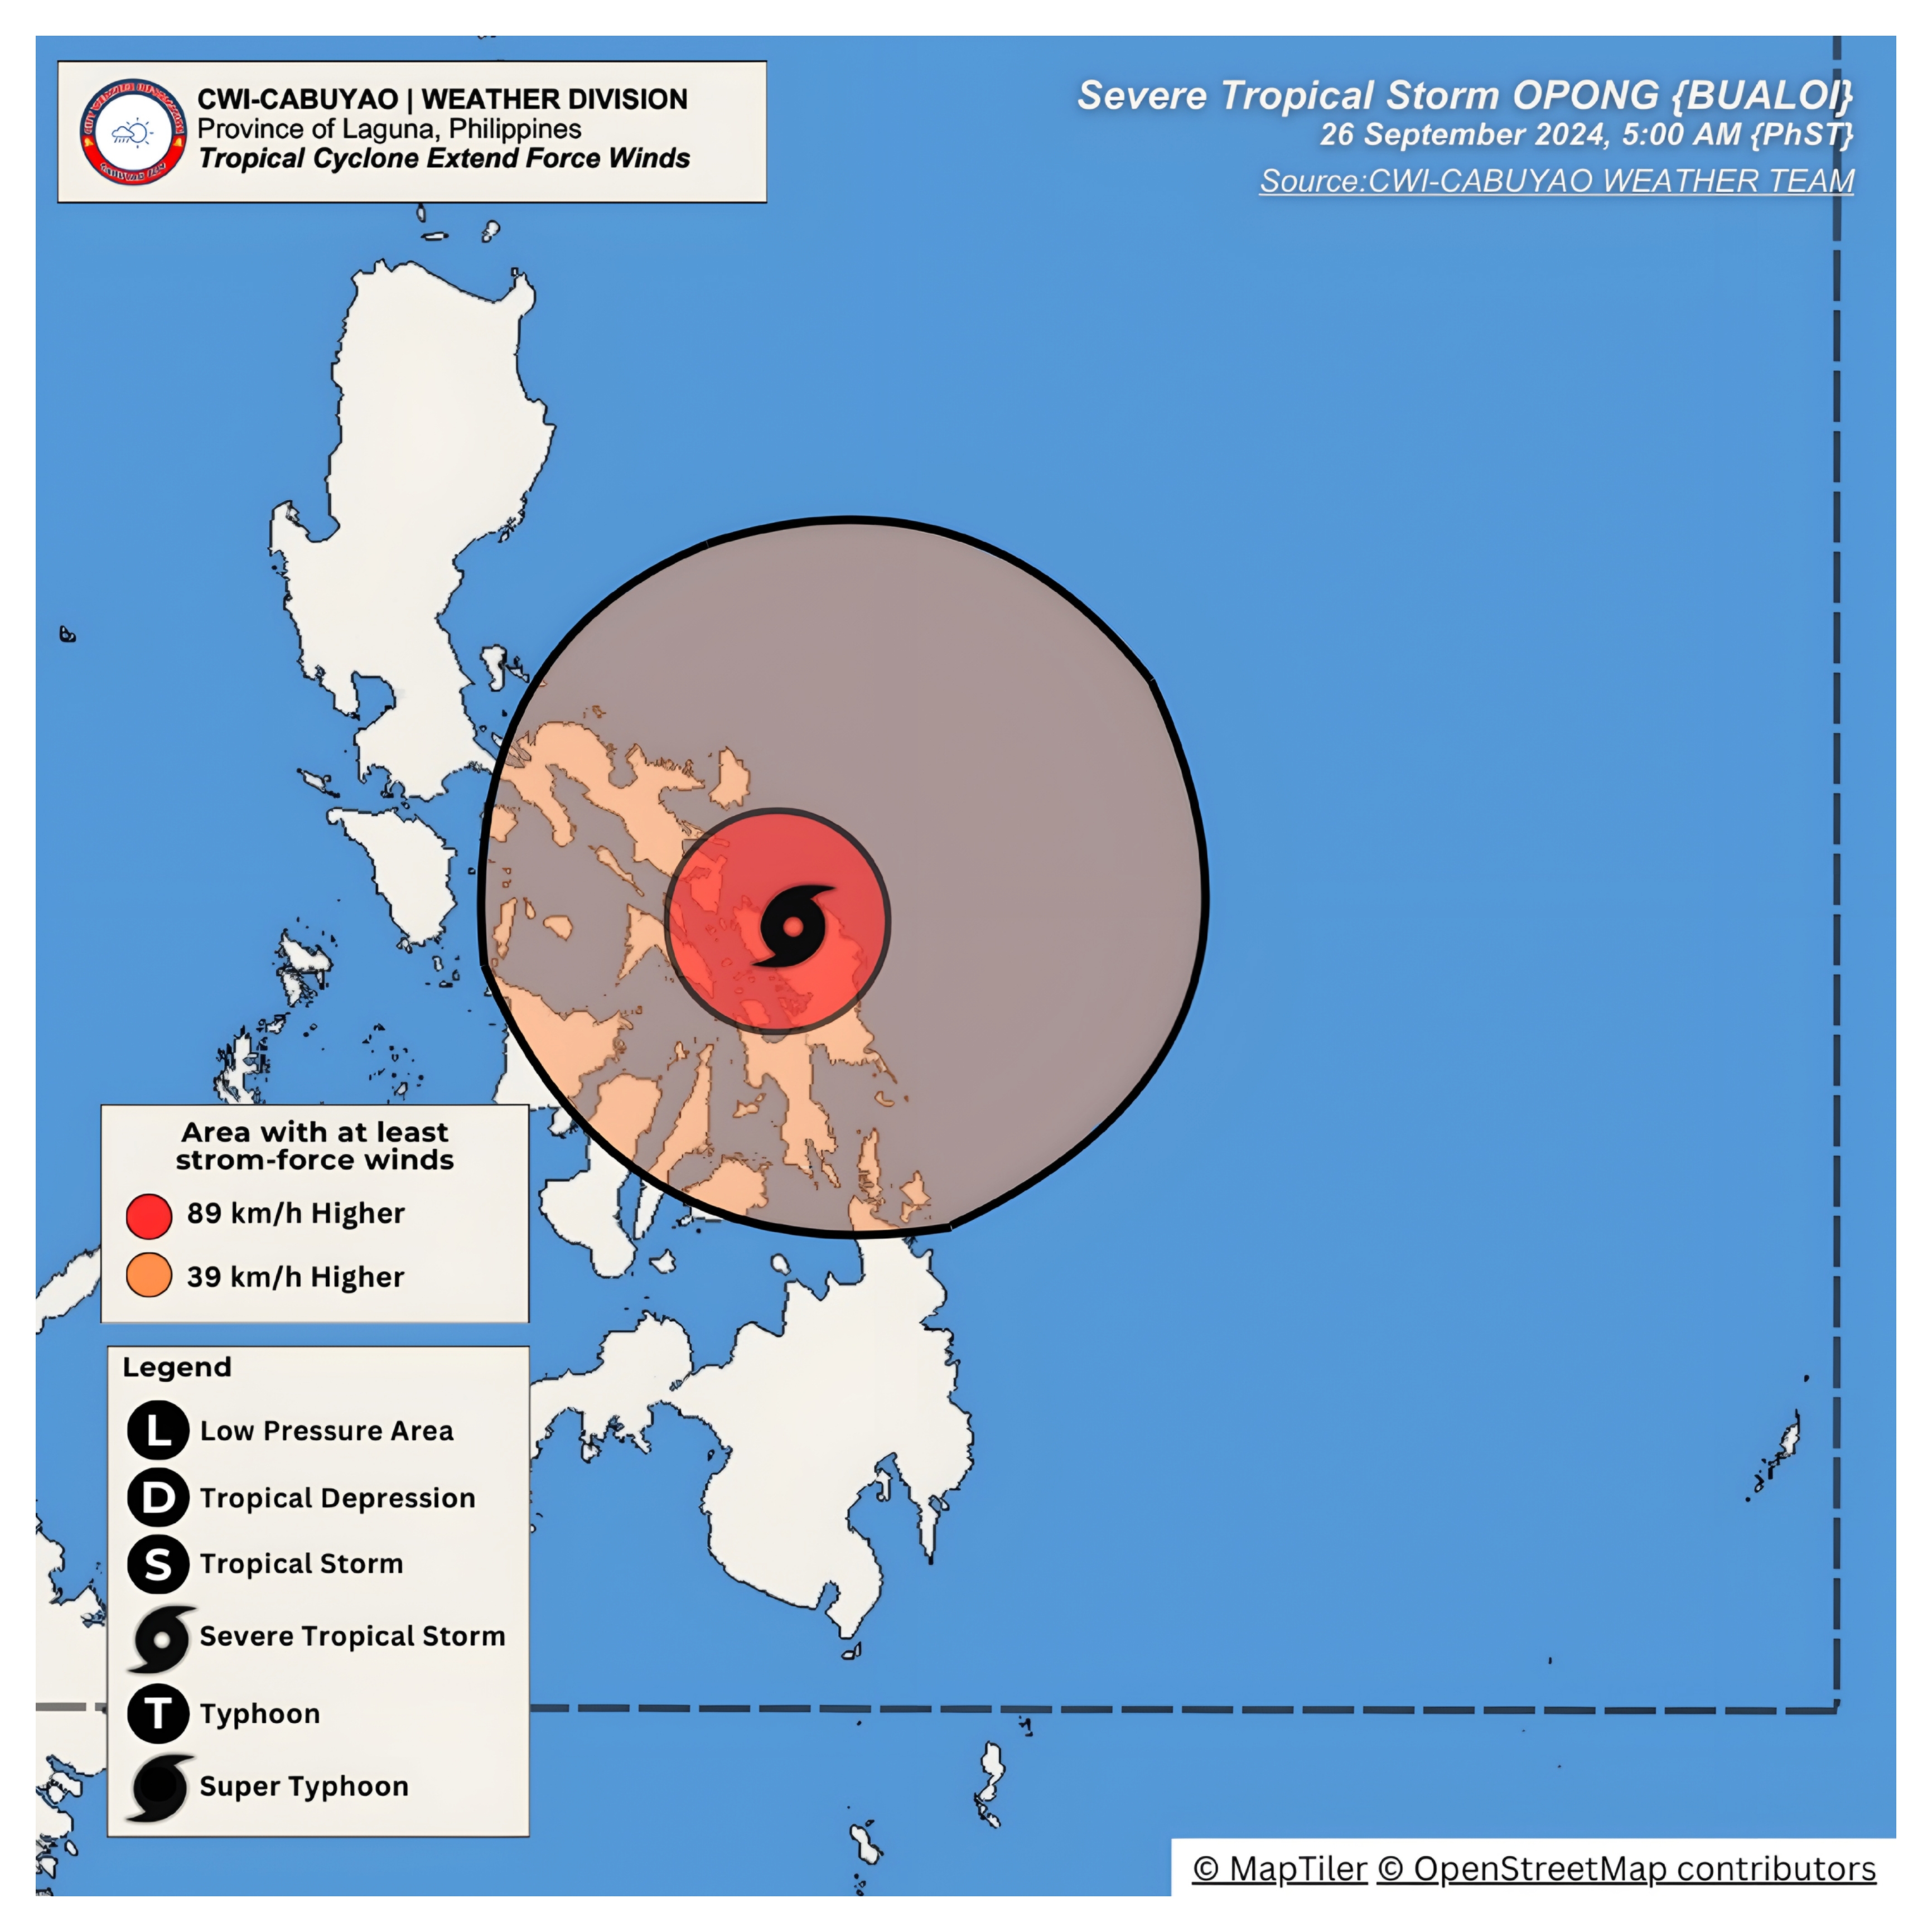 CWI-CABUYAO | WEATHER DIVISION
Province of Laguna, Philippines
Tropical Cyclone Extend Force Winds
Severe Tropical Storm OPONG {BUALOI}
26 September 2024, 5:00 AM {PhST}
Source:CWI-CABUYAO WEATHER TEAM
Area with at least
strom-force winds
89 km/h Higher
39 km/h Higher
Legend
L Low Pressure Area
D Tropical Depression
S Tropical Storm
Severe Tropical Storm
T Typhoon
Super Typhoon
© MapTiler © OpenStreetMap contributors